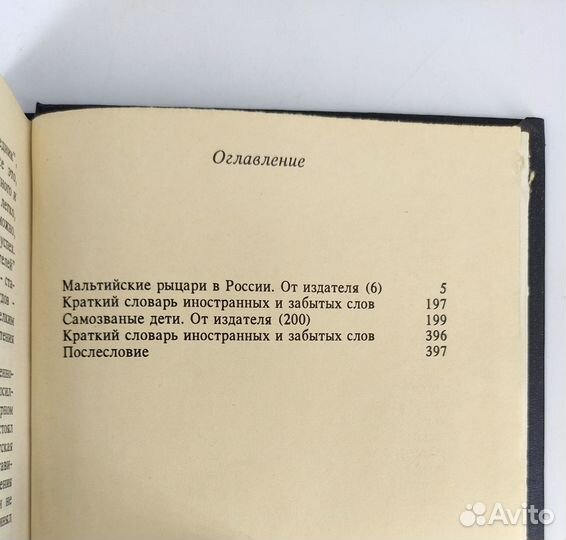 Оглавление
Мальтийские рыцари в России. От издателя (6) 5
Краткий словарь иностранных и забытых слов 197
Самозваные дети. От издателя (200) 199
Краткий словарь иностранных и забытых слов 396
Послесловие 397
Avito